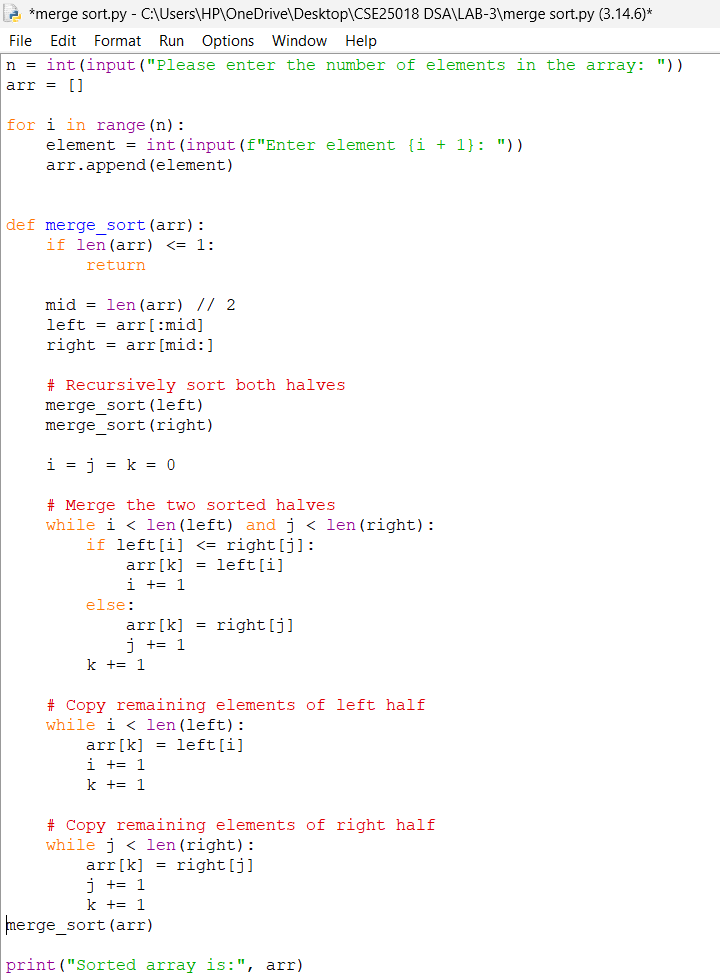 *merge sort.py - C:\Users\HP\OneDrive\Desktop\CSE25018 DSA\LAB-3\merge sort.py (3.14.6)*
File Edit Format Run Options Window Help
n = int(input("Please enter the number of elements in the array: "))
arr = []

for i in range(n):
    element = int(input(f"Enter element {i + 1}: "))
    arr.append(element)


def merge_sort(arr):
    if len(arr) <= 1:
        return

    mid = len(arr) // 2
    left = arr[:mid]
    right = arr[mid:]

    # Recursively sort both halves
    merge_sort(left)
    merge_sort(right)

    i = j = k = 0

    # Merge the two sorted halves
    while i < len(left) and j < len(right):
        if left[i] <= right[j]:
            arr[k] = left[i]
            i += 1
        else:
            arr[k] = right[j]
            j += 1
        k += 1

    # Copy remaining elements of left half
    while i < len(left):
        arr[k] = left[i]
        i += 1
        k += 1

    # Copy remaining elements of right half
    while j < len(right):
        arr[k] = right[j]
        j += 1
        k += 1
merge_sort(arr)

print("Sorted array is:", arr)